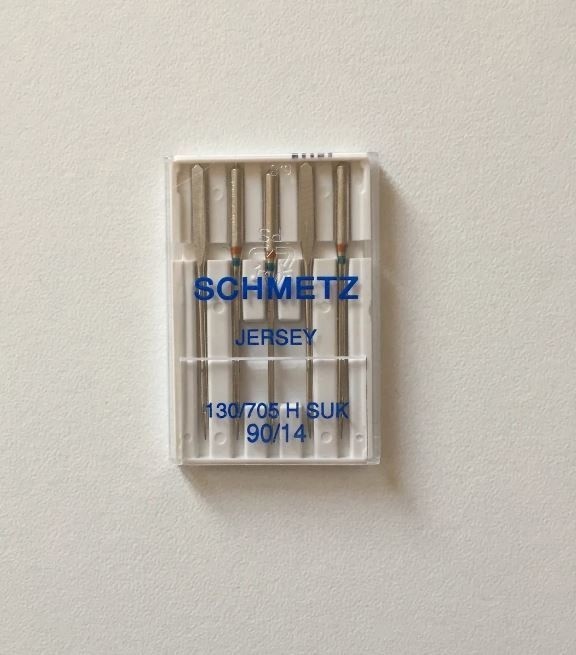 SCHMETZ
JERSEY
130/705 H SUK
90/14